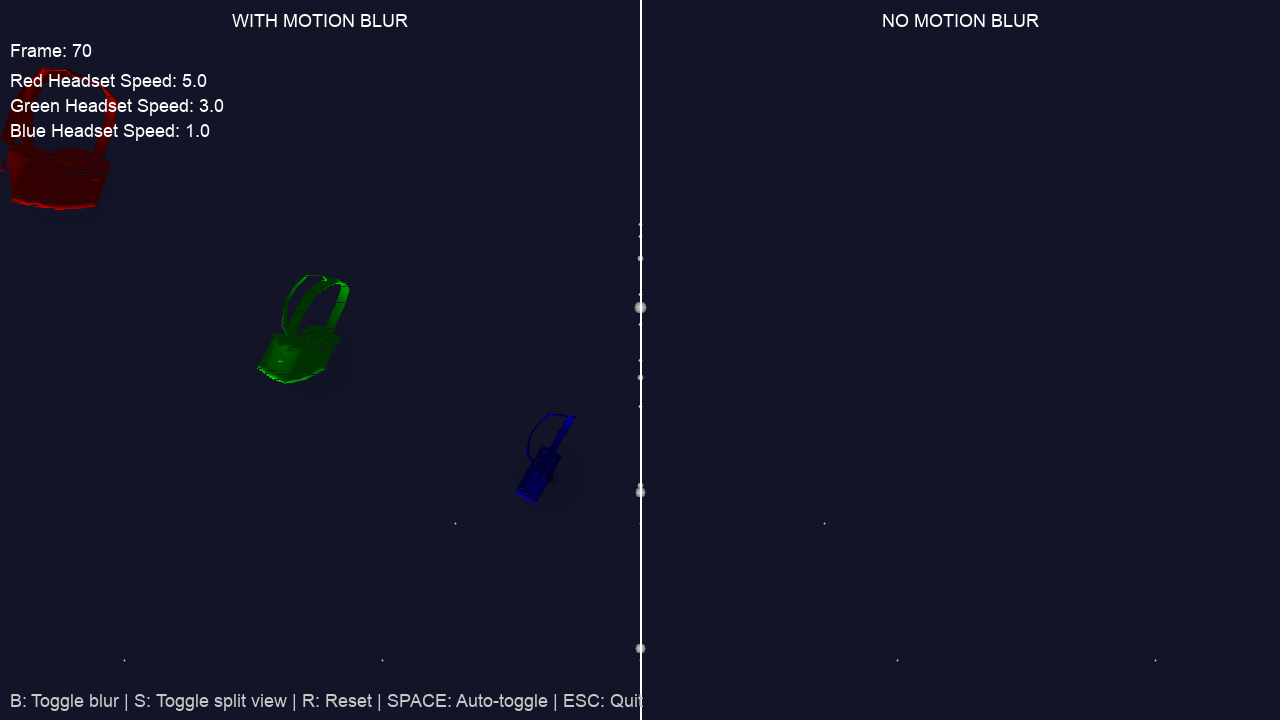 WITH MOTION BLUR
NO MOTION BLUR
Frame: 70
Red Headset Speed: 5.0
Green Headset Speed: 3.0
Blue Headset Speed: 1.0
B: Toggle blur | S: Toggle split view | R: Reset | SPACE: Auto-toggle | ESC: Quit